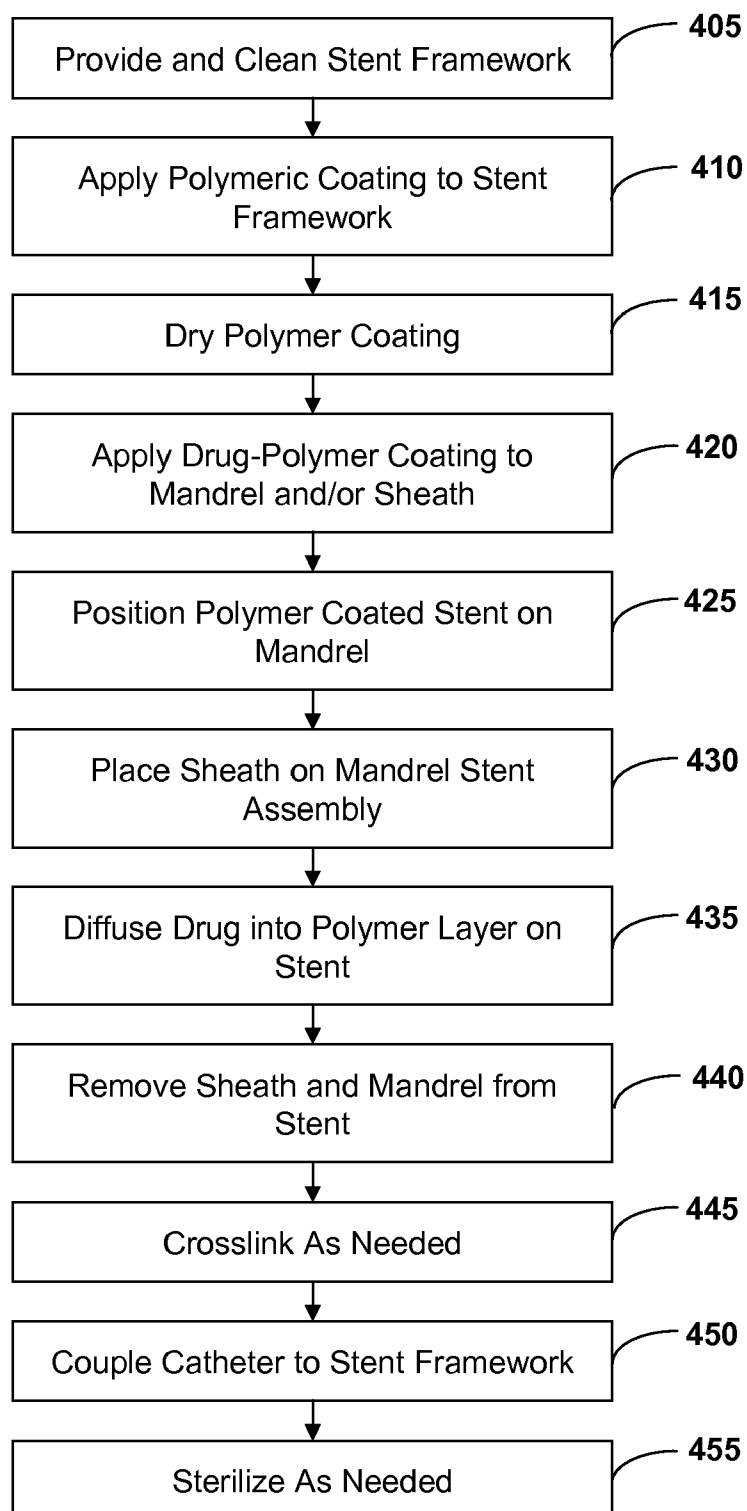 405
Provide and Clean Stent Framework
410
Apply Polymeric Coating to Stent
Framework
415
Dry Polymer Coating
420
Apply Drug-Polymer Coating to
Mandrel and/or Sheath
425
Position Polymer Coated Stent on
Mandrel
430
Place Sheath on Mandrel Stent
Assembly
435
Diffuse Drug into Polymer Layer on
Stent
440
Remove Sheath and Mandrel from
Stent
445
Crosslink As Needed
450
Couple Catheter to Stent Framework
455
Sterilize As Needed